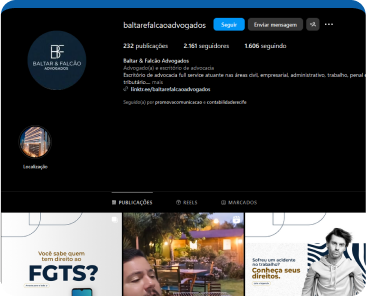 baltarefalcaoadvogados Seguir Enviar mensagem
232 publicações 2.161 seguidores 1.606 seguindo
BF
BALTAR & FALCÃO
ADVOGADOS
Baltar & Falcão Advogados
Advogado(a) e escritório de advocacia
Escritório de advocacia full service atuante nas áreas cível, empresarial, administrativo, trabalho, penal e
tributário.... mais
linktr.ee/baltarefalcaoadvogados
Seguido(a) por promovacomunicacao e contabilidaderecife
Localização
PUBLICAÇÕES REELS MARCADOS
Você sabe quem
tem direito ao
FGTS?
Sofreu um acidente
no trabalho?
Conheça seus
direitos.